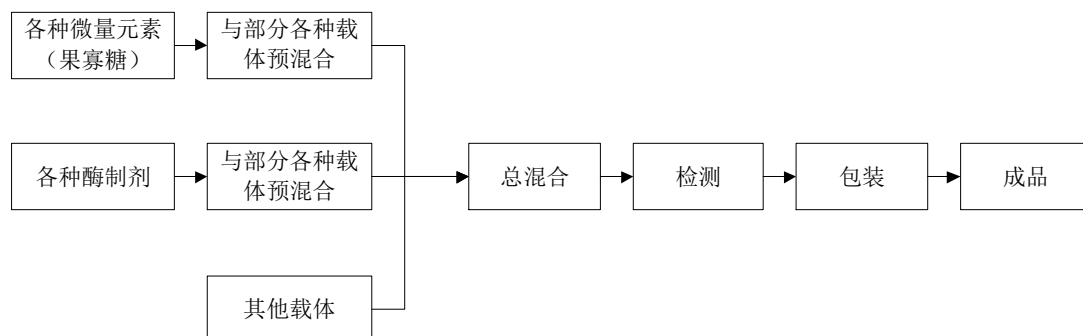 各种微量元素
（果寡糖）
与部分各种载
体预混合
各种酶制剂
与部分各种载
体预混合
总混合
检测
包装
成品
其他载体